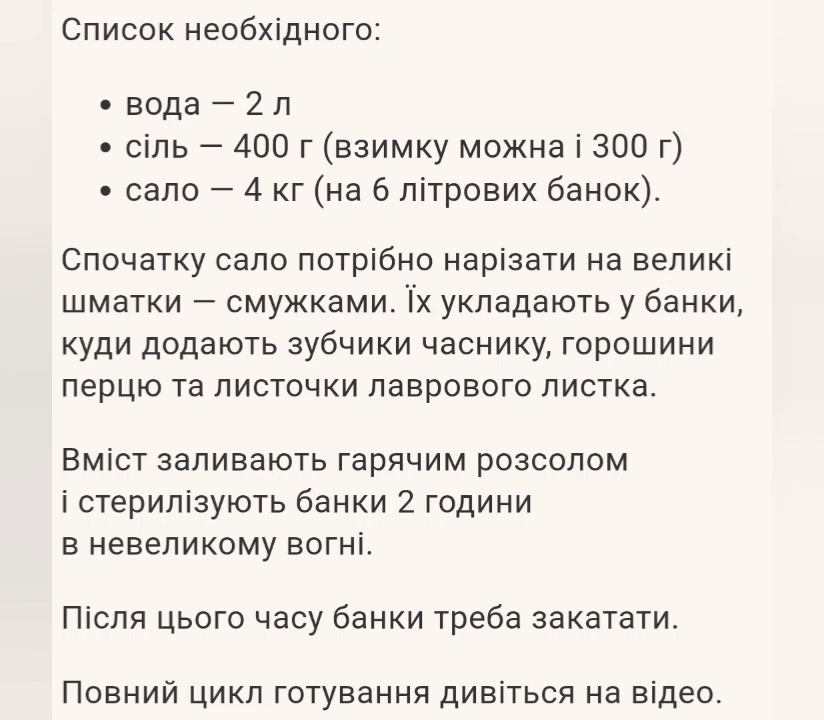 Список необхідного:
• вода — 2 л
• сіль — 400 г (взимку можна і 300 г)
• сало — 4 кг (на 6 літрових банок).
Спочатку сало потрібно нарізати на великі
шматки — смужками. Їх укладають у банки,
куди додають зубчики часнику, горошини
перцю та листочки лаврового листка.
Вміст заливають гарячим розсолом
і стерилізують банки 2 години
в невеликому вогні.
Після цього часу банки треба закатати.
Повний цикл готування дивіться на відео.